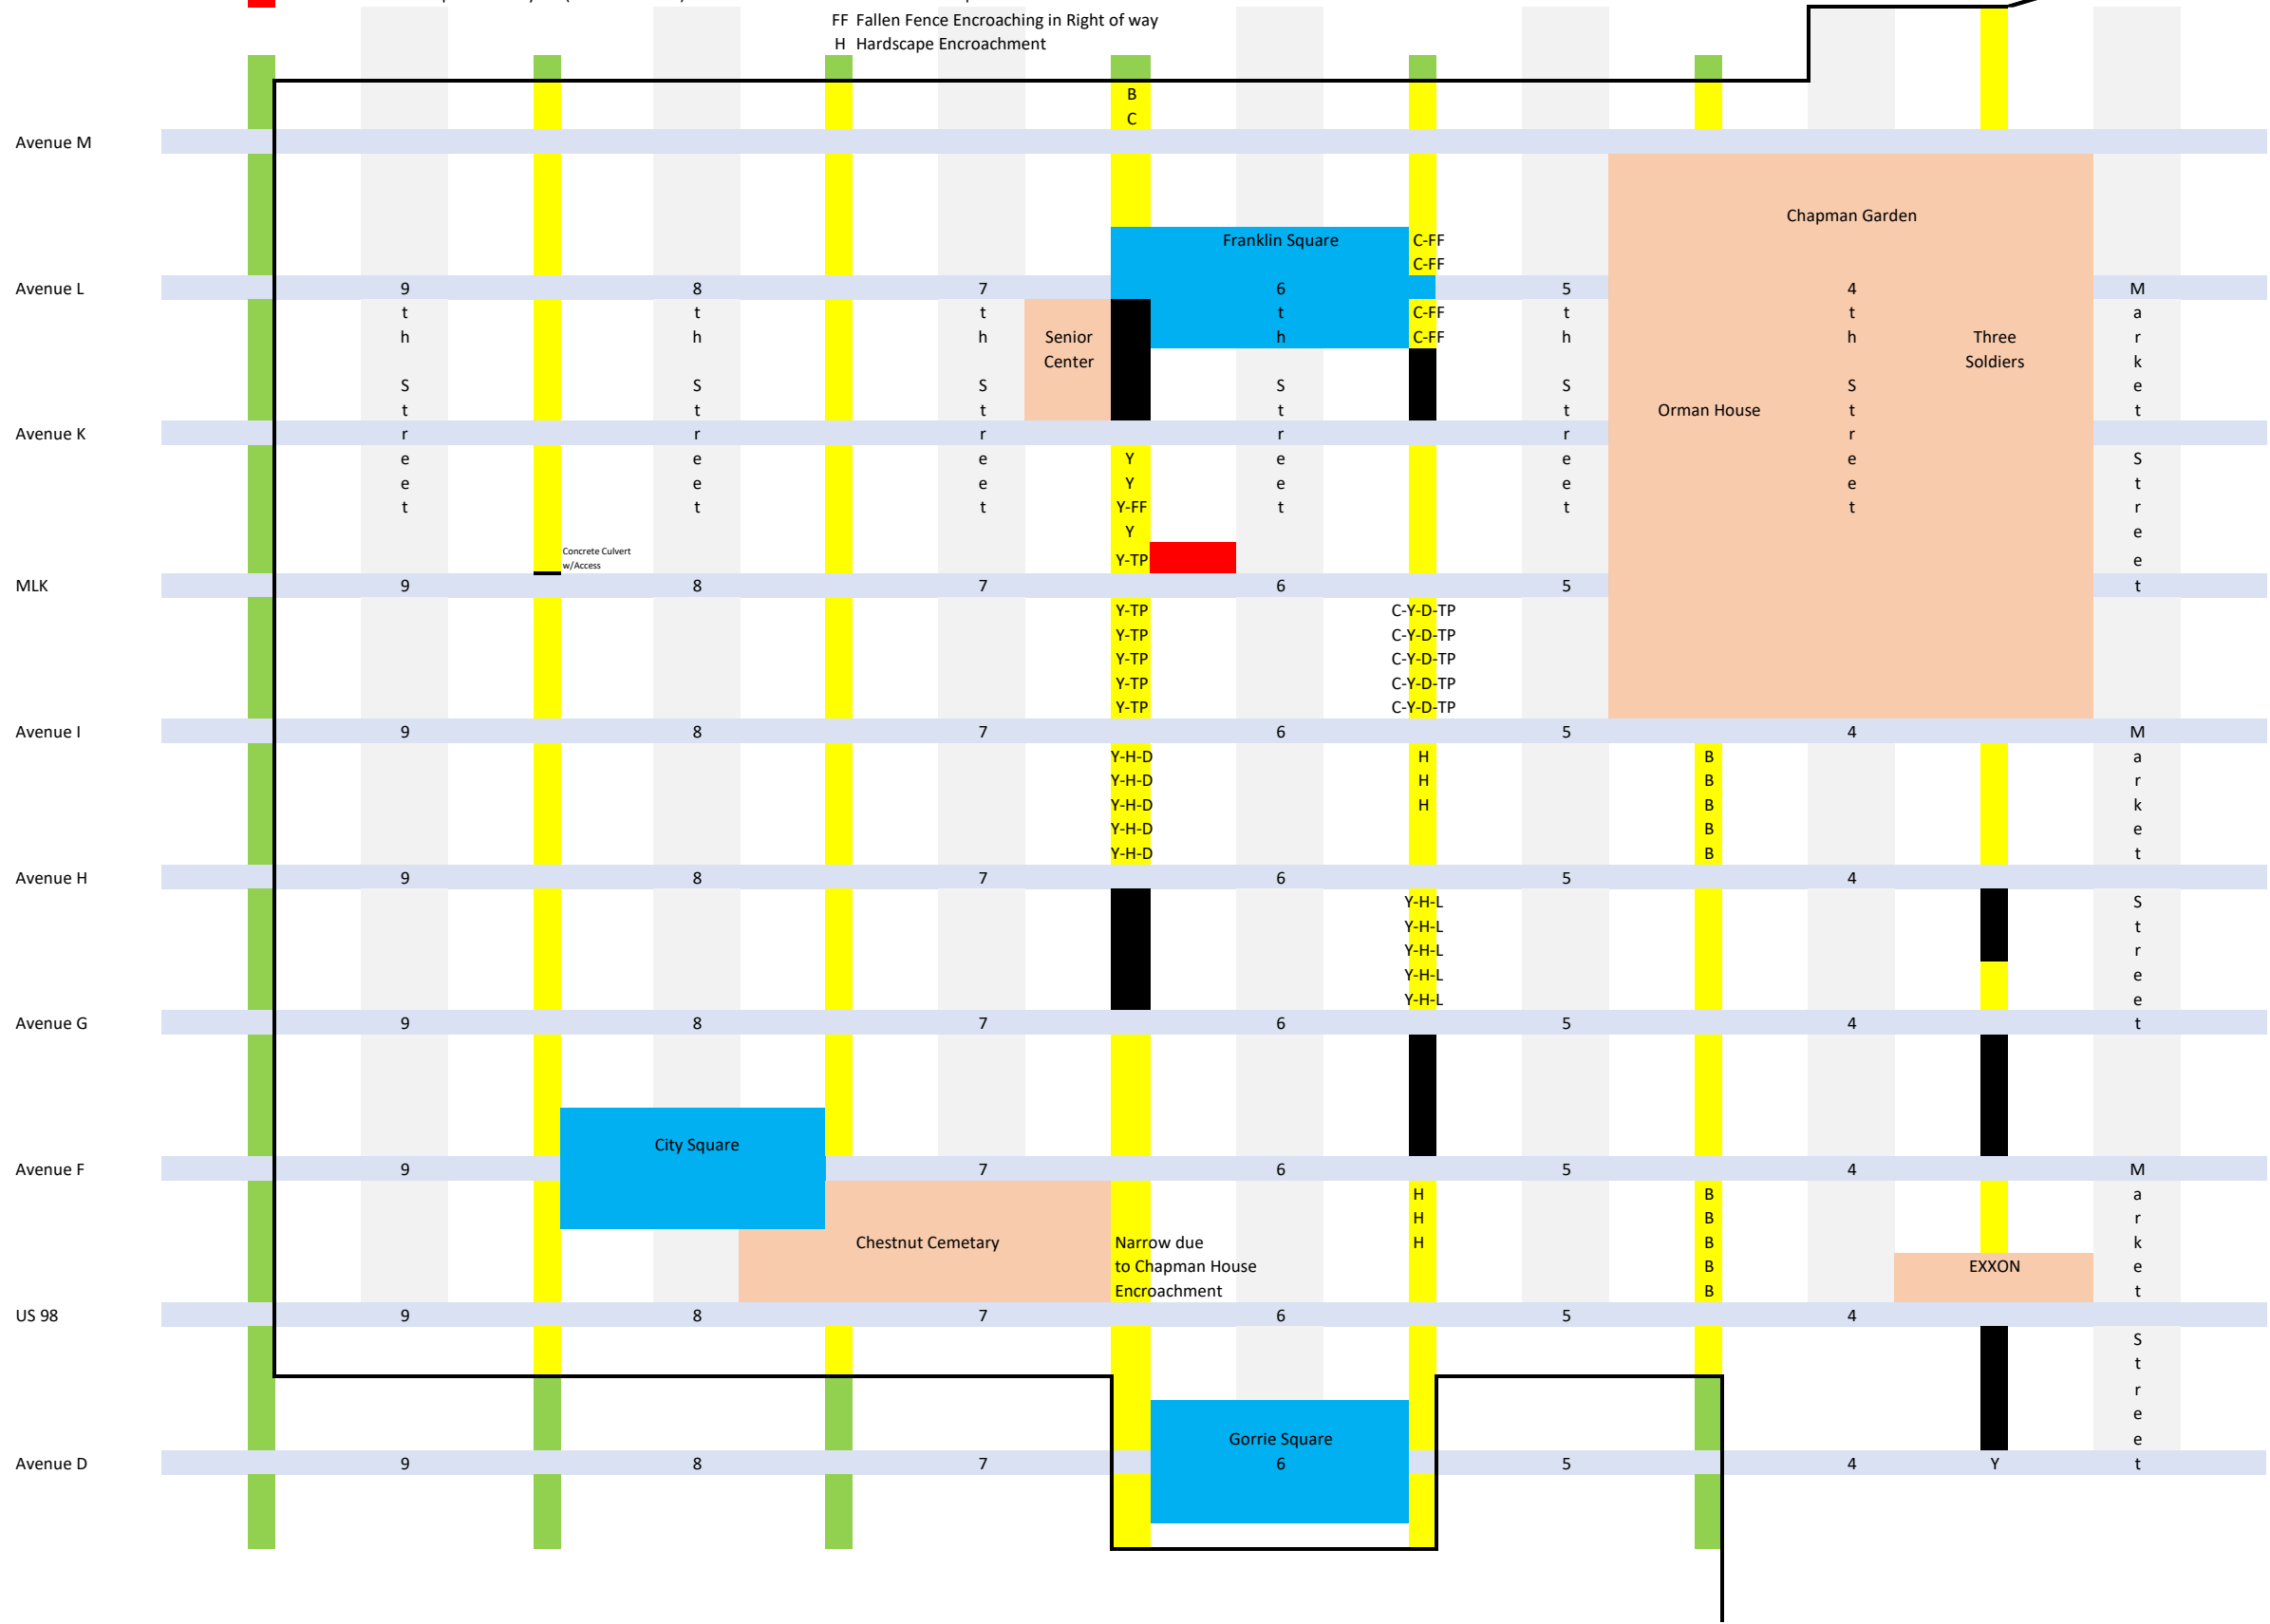 FF Fallen Fence Encroaching in Right of way
H Hardscape Encroachment
B
C
Avenue M
Chapman Garden
Franklin Square C-FF
C-FF
Avenue L 9 8 7 6 5 4 M
t t t t C-FF t t a
h h h Senior h C-FF h h Three r
Center Soldiers k
S S S S S S e
t t t t t Orman House t t
Avenue K r r r r r r
e e e Y e e e S
e e e Y e e e t
t t t Y-FF t t t r
Y e
Concrete Culvert
w/Access
Y-TP e
MLK 9 8 7 6 5 t
Y-TP C-Y-D-TP
Y-TP C-Y-D-TP
Y-TP C-Y-D-TP
Y-TP C-Y-D-TP
Y-TP C-Y-D-TP
Avenue I 9 8 7 6 5 4 M
Y-H-D H B a
Y-H-D H B r
Y-H-D H B k
Y-H-D B e
Y-H-D B t
Avenue H 9 8 7 6 5 4
Y-H-L S
Y-H-L t
Y-H-L r
Y-H-L e
Y-H-L e
Avenue G 9 8 7 6 5 4 t
City Square
Avenue F 9 7 6 5 4 M
H B a
H B r
Chestnut Cemetary Narrow due H B k
to Chapman House B EXXON e
Encroachment B t
US 98 9 8 7 6 5 4
S
t
r
e
Gorrie Square e
Avenue D 9 8 7 6 5 4 Y t